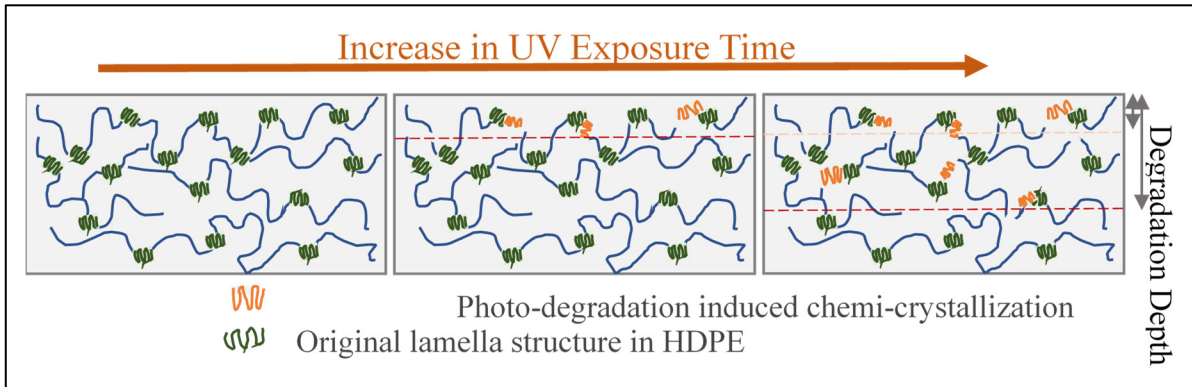 Increase in UV Exposure Time
Degradation Depth
Photo-degradation induced chemi-crystallization
Original lamella structure in HDPE